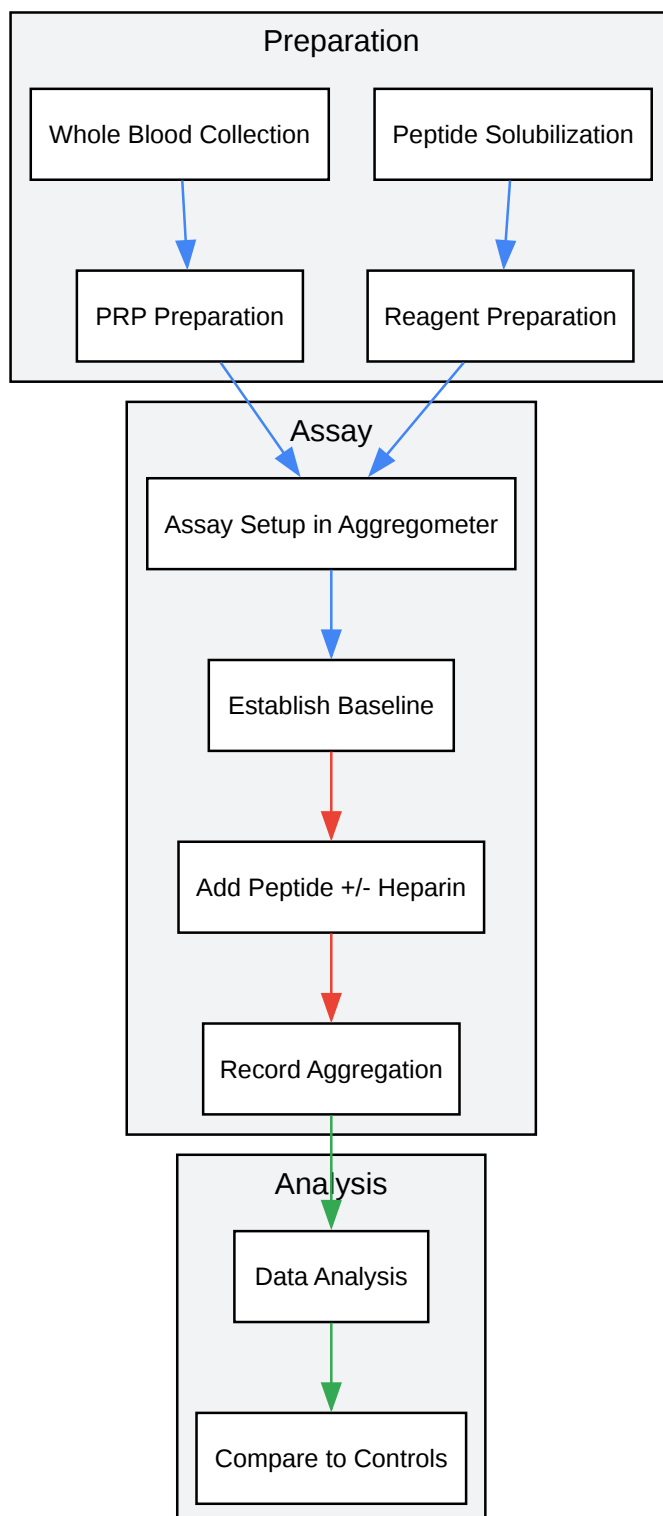 Preparation
Whole Blood Collection
Peptide Solubilization
PRP Preparation
Reagent Preparation
Assay
Assay Setup in Aggregometer
Establish Baseline
Add Peptide +/- Heparin
Record Aggregation
Analysis
Data Analysis
Compare to Controls